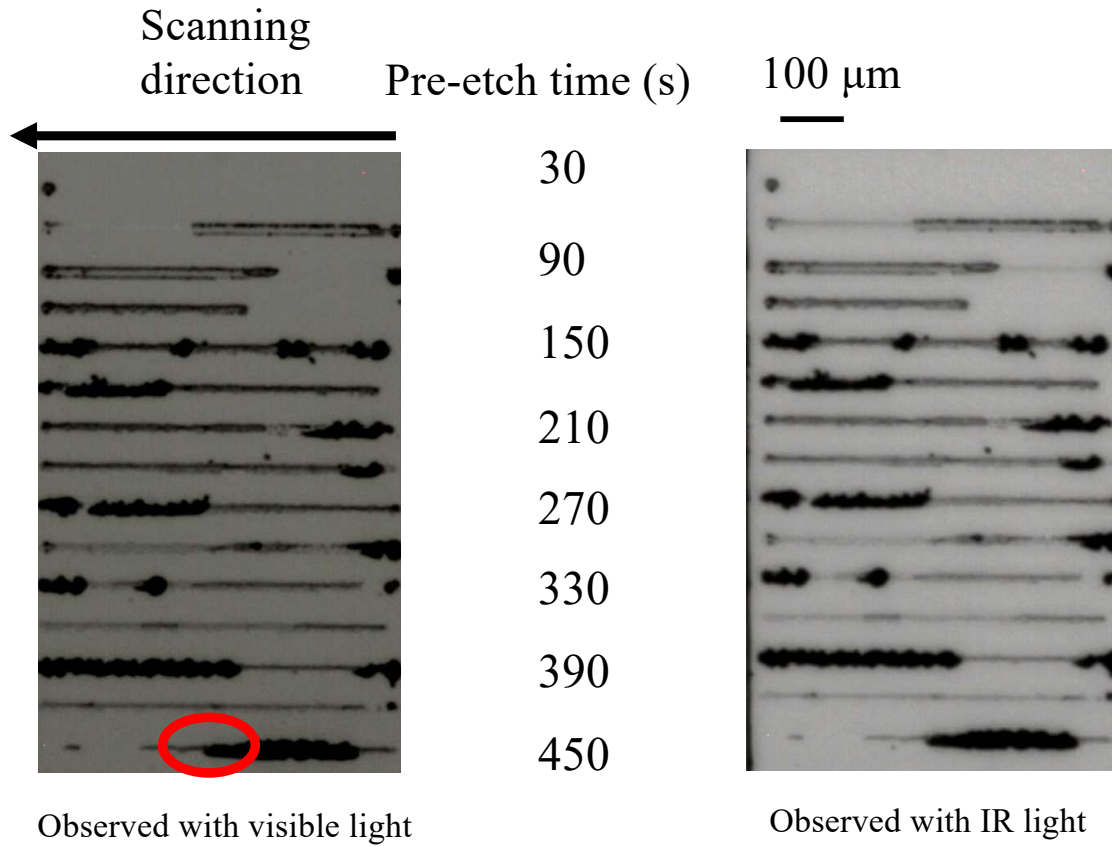 Scanning
direction
Pre-etch time (s)
100 μm
30
90
150
210
270
330
390
450
Observed with visible light
Observed with IR light